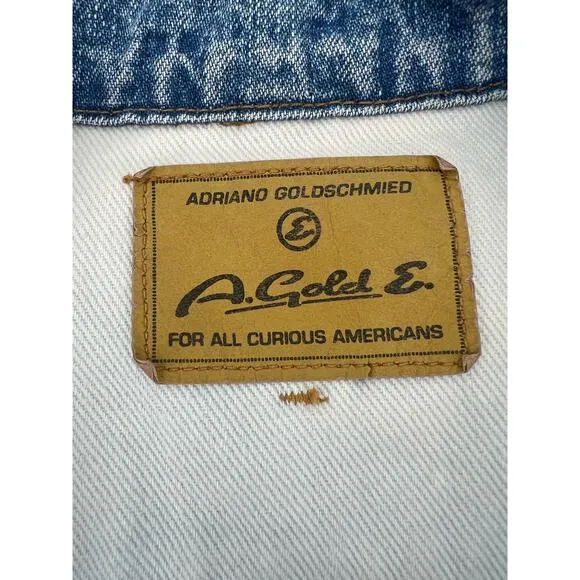 ADRIANO GOLDSCHMIED
E.
A.Gold E.
FOR ALL CURIOUS AMERICANS